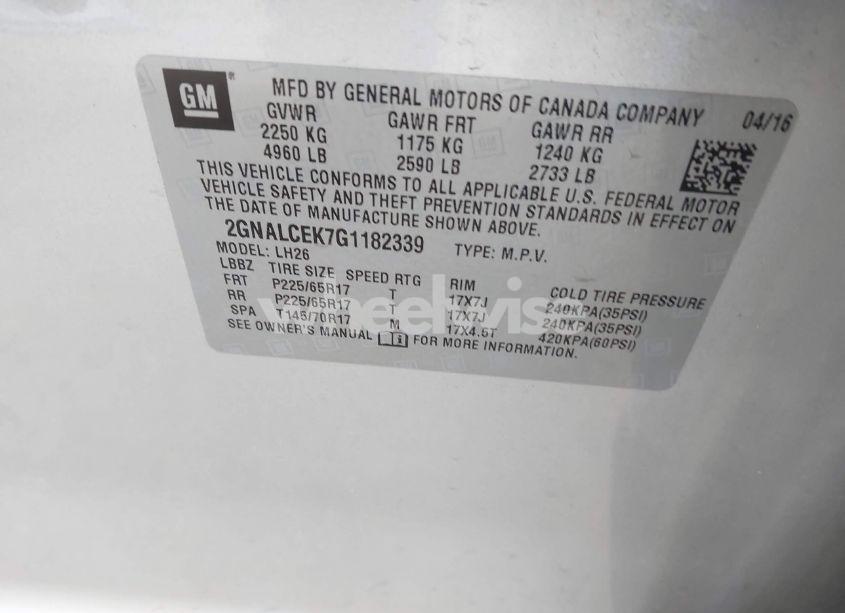 GM ®
MFD BY GENERAL MOTORS OF CANADA COMPANY 04/16
GVWR GAWR FRT GAWR RR
2250 KG 1175 KG 1240 KG
4960 LB 2590 LB 2733 LB
THIS VEHICLE CONFORMS TO ALL APPLICABLE U.S. FEDERAL MOTOR
VEHICLE SAFETY AND THEFT PREVENTION STANDARDS IN EFFECT ON
THE DATE OF MANUFACTURE SHOWN ABOVE.
2GNALCEK7G1182339 TYPE: M.P.V.
MODEL: LH26
LBBZ TIRE SIZE SPEED RTG RIM COLD TIRE PRESSURE
FRT P225/65R17 T 17X7J 240KPA(35PSI)
RR P225/65R17 T 17X7J 240KPA(35PSI)
SPA T145/70R17 M 17X4.5T 420KPA(60PSI)
SEE OWNER'S MANUAL FOR MORE INFORMATION.